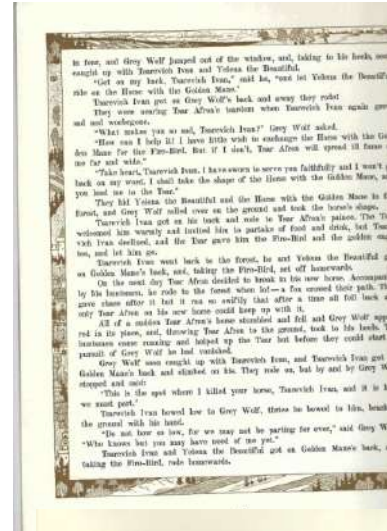 in fear, and Grey Wolf jumped out of the window, and, taking to his heels, soon
caught up with Tsarevich Ivan and Yelena the Beautiful.
"Get on my back, Tsarevich Ivan," said he, "and let Yelena the Beautiful
ride on the Horse with the Golden Mane."
Tsarevich Ivan got on Grey Wolf's back and away they rode!
They were nearing Tsar Afron's tsardom when Tsarevich Ivan again grew
sad and woebegone.
"What makes you so sad, Tsarevich Ivan?" Grey Wolf asked.
"How can I help it! I have little wish to exchange the Horse with the Gol-
den Mane for the Fire-Bird. But if I don't, Tsar Afron will spread ill fame of
me far and wide."
"Take heart, Tsarevich Ivan. I have sworn to serve you faithfully and I won't go
back on my word. I shall take the shape of the Horse with the Golden Mane, and
you lead me to the Tsar."
They hid Yelena the Beautiful and the Horse with the Golden Mane in the
forest, and Grey Wolf rolled over on the ground and took the horse's shape.
Tsarevich Ivan got on his back and rode to Tsar Afron's palace. The Tsar
welcomed him warmly and invited him to partake of food and drink, but Tsare-
vich Ivan declined, and the Tsar gave him the Fire-Bird and the golden cage,
too, and let him go.
Tsarevich Ivan went back to the forest, he and Yelena the Beautiful got
on Golden Mane's back, and, taking the Fire-Bird, set off homewards.
On the next day Tsar Afron decided to break in his new horse. Accompanied
by his huntsmen, he rode to the forest when lo!—a fox crossed their path. They
gave chase after it but it ran so swiftly that after a time all fell back and
only Tsar Afron on his new horse could keep up with it.
All of a sudden Tsar Afron's horse stumbled and fell and Grey Wolf appea-
red in its place, and, throwing Tsar Afron to the ground, took to his heels. The
huntsmen came running and helped up the Tsar but before they could start in
pursuit of Grey Wolf he had vanished.
Grey Wolf soon caught up with Tsarevich Ivan, and Tsarevich Ivan got off
Golden Mane's back and climbed on his. They rode on, but by and by Grey Wolf
stopped and said:
"This is the spot where I killed your horse, Tsarevich Ivan, and it is here
we must part."
Tsarevich Ivan bowed low to Grey Wolf, thrice he bowed to him, touching
the ground with his hand.
"Do not bow so low, for we may not be parting for ever," said Grey Wolf.
"Who knows but you may have need of me yet."
Tsarevich Ivan and Yelena the Beautiful got on Golden Mane's back, and,
taking the Fire-Bird, rode homewards.